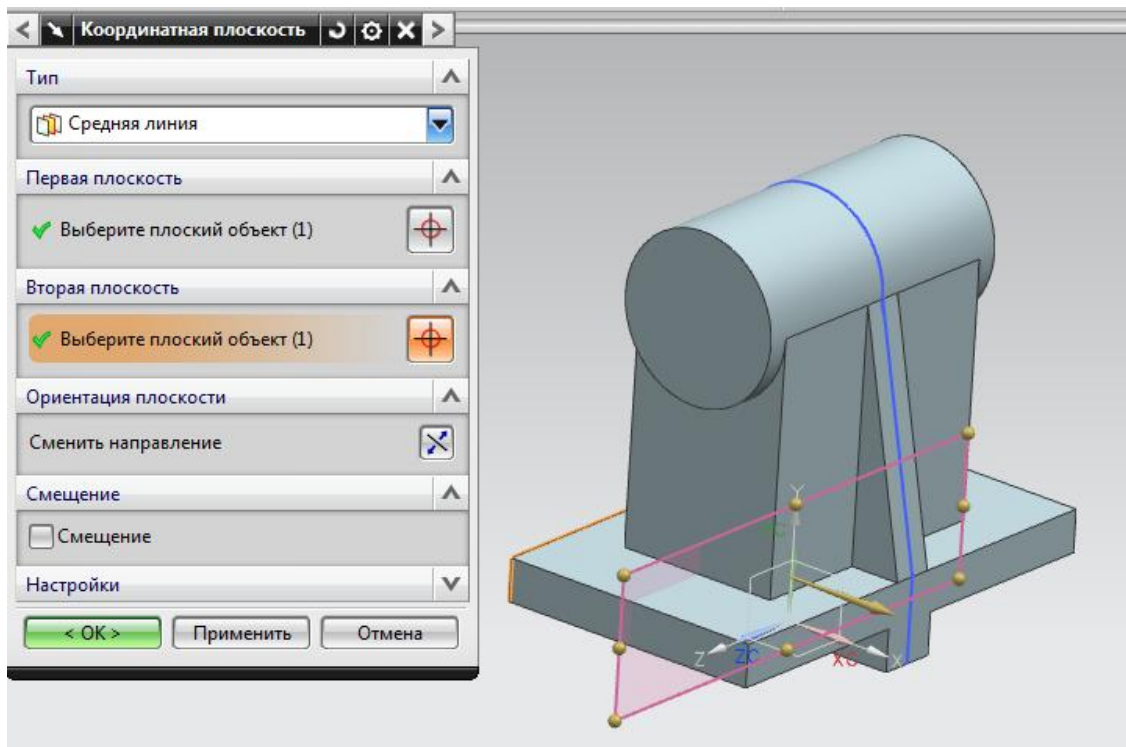 Координатная плоскость
Тип
Средняя линия
Первая плоскость
Выберите плоский объект (1)
Вторая плоскость
Выберите плоский объект (1)
Ориентация плоскости
Сменить направление
Смещение
Смещение
Настройки
< OK >
Применить
Отмена
Y
Z
ZC
XC
X